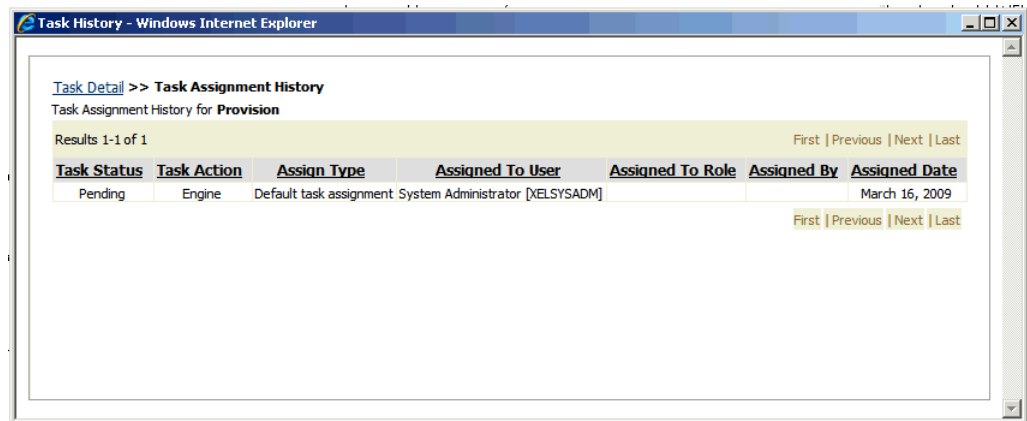 Task History - Windows Internet Explorer
Task Detail >> Task Assignment History
Task Assignment History for Provision
Results 1-1 of 1 First | Previous | Next | Last
Task Status Task Action Assign Type Assigned To User Assigned To Role Assigned By Assigned Date
Pending Engine Default task assignment System Administrator [XELSYSADM] March 16, 2009
First | Previous | Next | Last